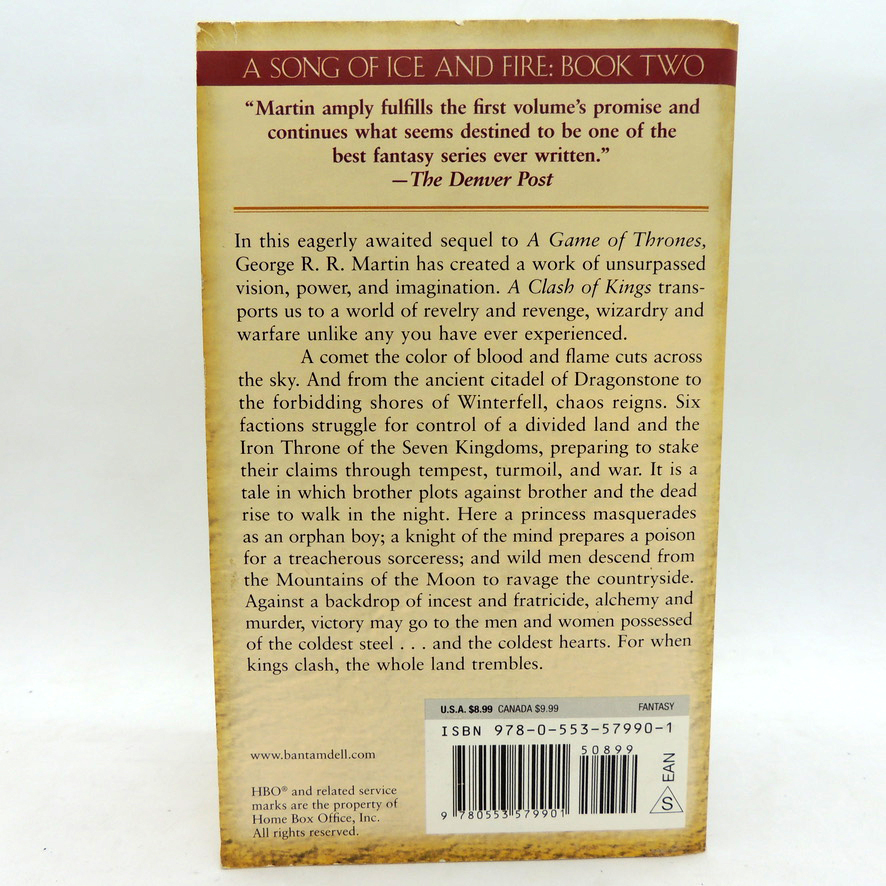 A SONG OF ICE AND FIRE: BOOK TWO
“Martin amply fulfills the first volume’s promise and
continues what seems destined to be one of the
best fantasy series ever written.”
—The Denver Post
In this eagerly awaited sequel to A Game of Thrones,
George R. R. Martin has created a work of unsurpassed
vision, power, and imagination. A Clash of Kings trans-
ports us to a world of revelry and revenge, wizardry and
warfare unlike any you have ever experienced.
A comet the color of blood and flame cuts across
the sky. And from the ancient citadel of Dragonstone to
the forbidding shores of Winterfell, chaos reigns. Six
factions struggle for control of a divided land and the
Iron Throne of the Seven Kingdoms, preparing to stake
their claims through tempest, turmoil, and war. It is a
tale in which brother plots against brother and the dead
rise to walk in the night. Here a princess masquerades
as an orphan boy; a knight of the mind prepares a poison
for a treacherous sorceress; and wild men descend from
the Mountains of the Moon to ravage the countryside.
Against a backdrop of incest and fratricide, alchemy and
murder, victory may go to the men and women possessed
of the coldest steel . . . and the coldest hearts. For when
kings clash, the whole land trembles.
U.S.A. $8.99 CANADA $9.99 FANTASY
ISBN 978-0-553-57990-1
50899
EAN
S
9 780553 579901
www.bantamdell.com
HBO® and related service
marks are the property of
Home Box Office, Inc.
All rights reserved.